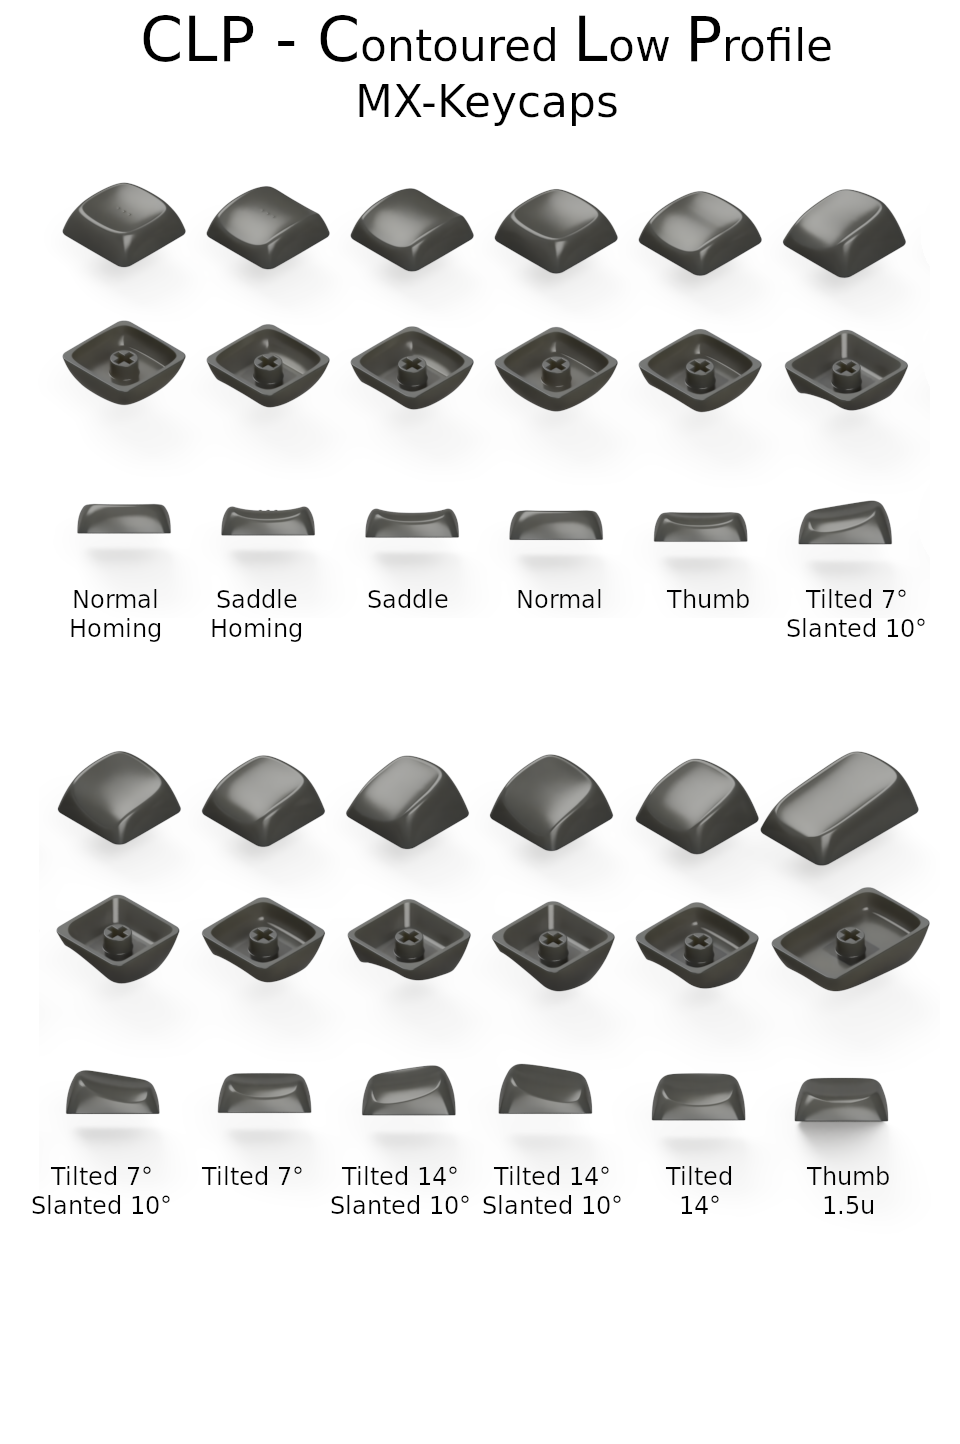 CLP - Contoured Low Profile
MX-Keycaps
Normal Homing
Saddle Homing
Saddle
Normal
Thumb
Tilted 7° Slanted 10°
Tilted 7° Slanted 10°
Tilted 7°
Tilted 14° Slanted 10°
Tilted 14° Slanted 10°
Tilted 14°
Thumb 1.5u